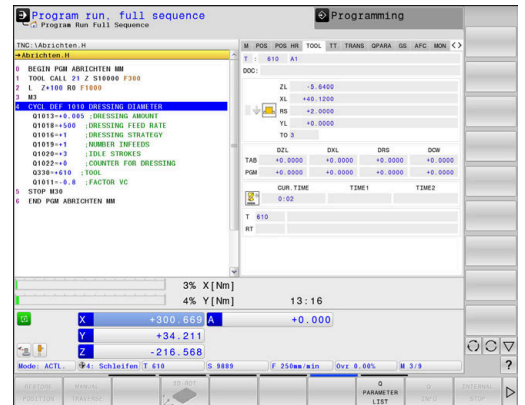 Program run, full sequence
Program Run Full Sequence
Programming
TNC:\Abrichten.H
→Abrichten.H
0 BEGIN PGM ABRICHTEN MM
1 TOOL CALL 21 Z S10000 F300
2 L Z+100 R0 F1000
3 M3
4 CYCL DEF 1010 DRESSING DIAMETER
Q1013=+0.005 ;DRESSING AMOUNT
Q1018=+500 ;DRESSING FEED RATE
Q1016=+1 ;DRESSING STRATEGY
Q1019=+1 ;NUMBER INFEEDS
Q1020=+3 ;IDLE STROKES
Q1022=+0 ;COUNTER FOR DRESSING
Q330=+610 ;TOOL
Q1011=-0.8 ;FACTOR VC
5 STOP M30
6 END PGM ABRICHTEN MM
M POS POS HR TOOL TT TRANS QPARA GS AFC MON <>
T : 610 A1
DOC:
ZL -5.6400
XL +40.1200
RS +2.0000
YL +0.0000
TO 3
DZL DXL DRS DCW
TAB +0.0000 +0.0000 +0.0000 +0.0000
PGM +0.0000 +0.0000 +0.0000 +0.0000
CUR.TIME TIME1 TIME2
0:02
T 610
RT
3% X[Nm]
4% Y[Nm] 13:16
X +300.669 A +0.000
Y +34.211
Z -216.568
Mode: ACTL. 4: Schleifen T 610 S 9889 F 250mm/min Ovr 0.00% M 3/9
?
RESTORE POSITION
MANUAL TRAVERSE
3D ROT
Q PARAMETER LIST
Q INFO
INTERNAL STOP